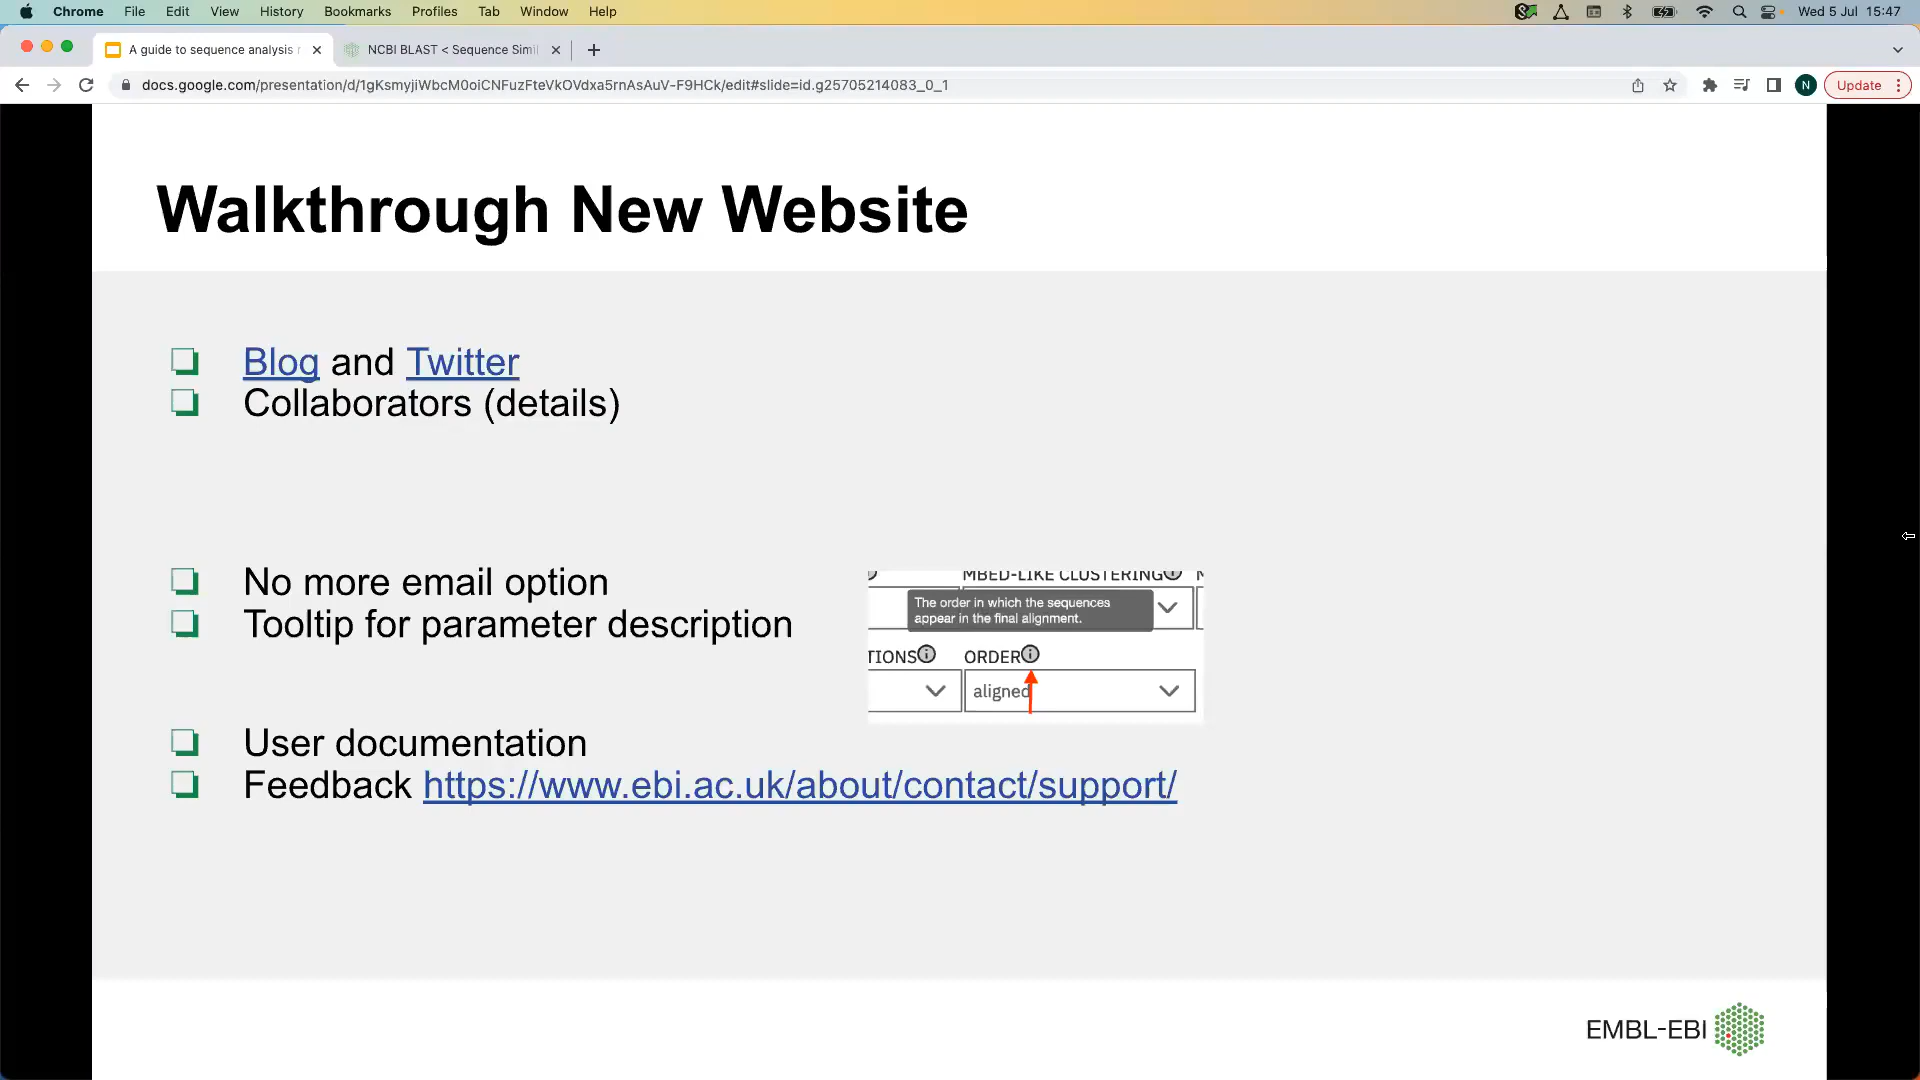 Chrome File Edit View History Bookmarks Profiles Tab Window Help Wed 5 Jul 15:47
A guide to sequence analysis NCBI BLAST < Sequence Simil
docs.google.com/presentation/d/1gKsmyjiWbcM0oiCNFuzFteVkOVdxa5rnAsAuV-F9HCk/edit#slide=id.g25705214083_0_1 N Update
Walkthrough New Website
Blog and Twitter
Collaborators (details)
No more email option
Tooltip for parameter description
MBED-LIKE CLUSTERING
The order in which the sequences
appear in the final alignment.
TIONS ORDER
aligned
User documentation
Feedback https://www.ebi.ac.uk/about/contact/support/
EMBL-EBI